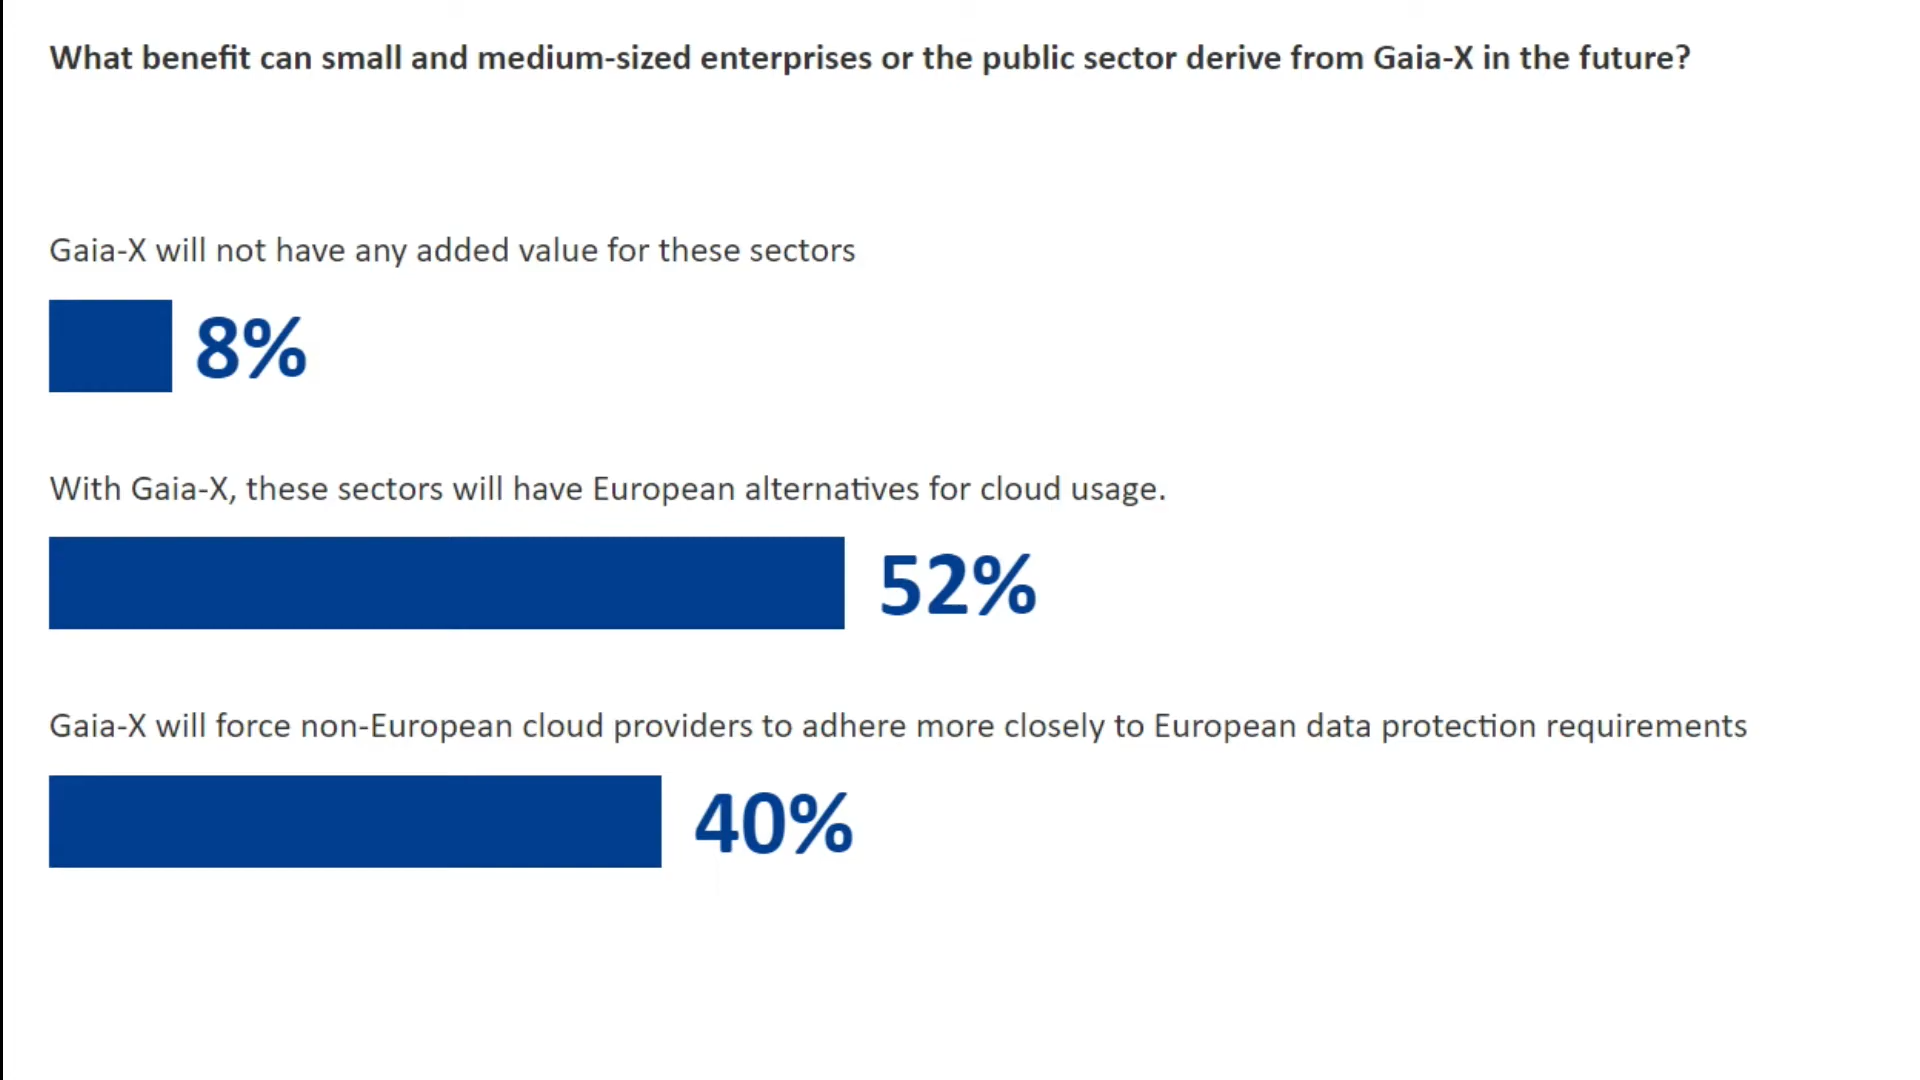 What benefit can small and medium-sized enterprises or the public sector derive from Gaia-X in the future?
Gaia-X will not have any added value for these sectors
8%
With Gaia-X, these sectors will have European alternatives for cloud usage.
52%
Gaia-X will force non-European cloud providers to adhere more closely to European data protection requirements
40%